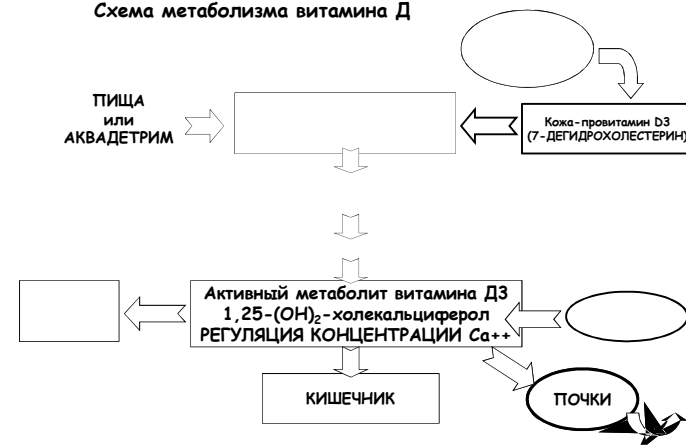 Схема метаболизма витамина Д
ПИЩА
или
АКВАДЕТРИМ
Кожа-провитамин D3
(7-ДЕГИДРОХОЛЕСТЕРИН)
Активный метаболит витамина Д3
1,25-(ОН)₂-холекальциферол
РЕГУЛЯЦИЯ КОНЦЕНТРАЦИИ Са++
КИШЕЧНИК
ПОЧКИ